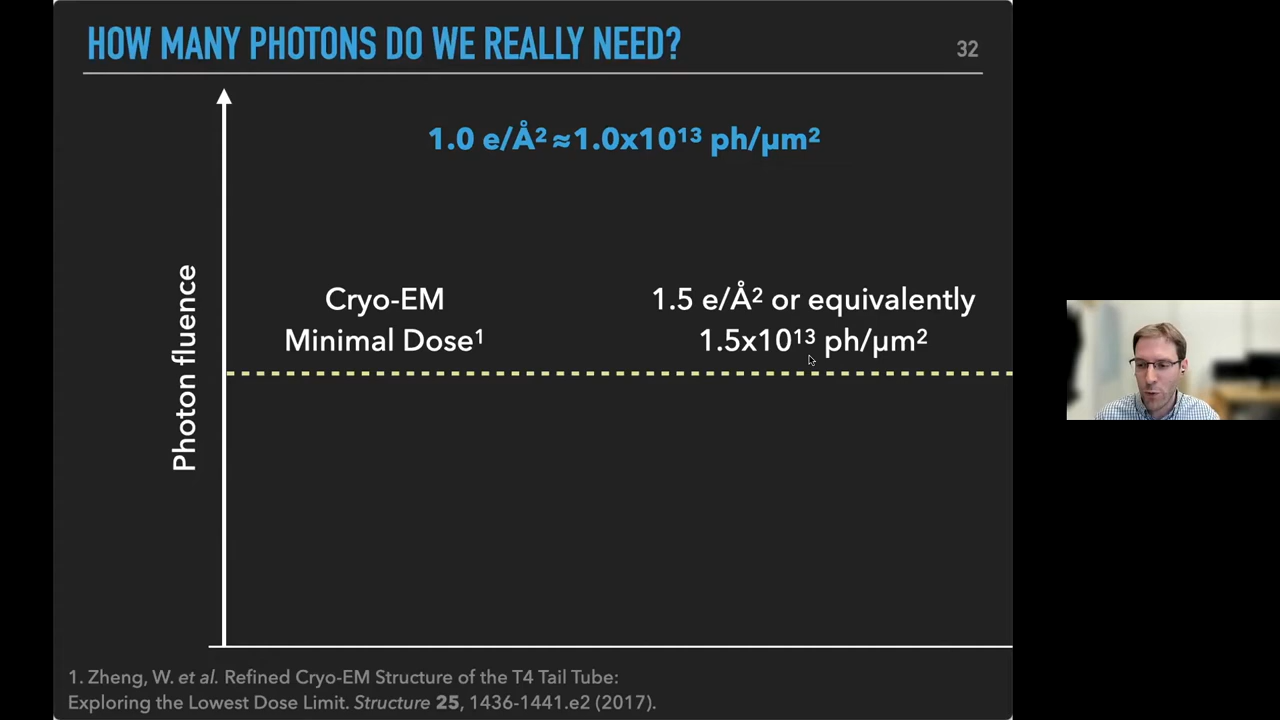 HOW MANY PHOTONS DO WE REALLY NEED?
32
1.0 e/Å² ≈1.0x10¹³ ph/µm²
Photon fluence
Cryo-EM
Minimal Dose¹
1.5 e/Å² or equivalently
1.5x10¹³ ph/µm²
1. Zheng, W. et al. Refined Cryo-EM Structure of the T4 Tail Tube:
Exploring the Lowest Dose Limit. Structure 25, 1436-1441.e2 (2017).